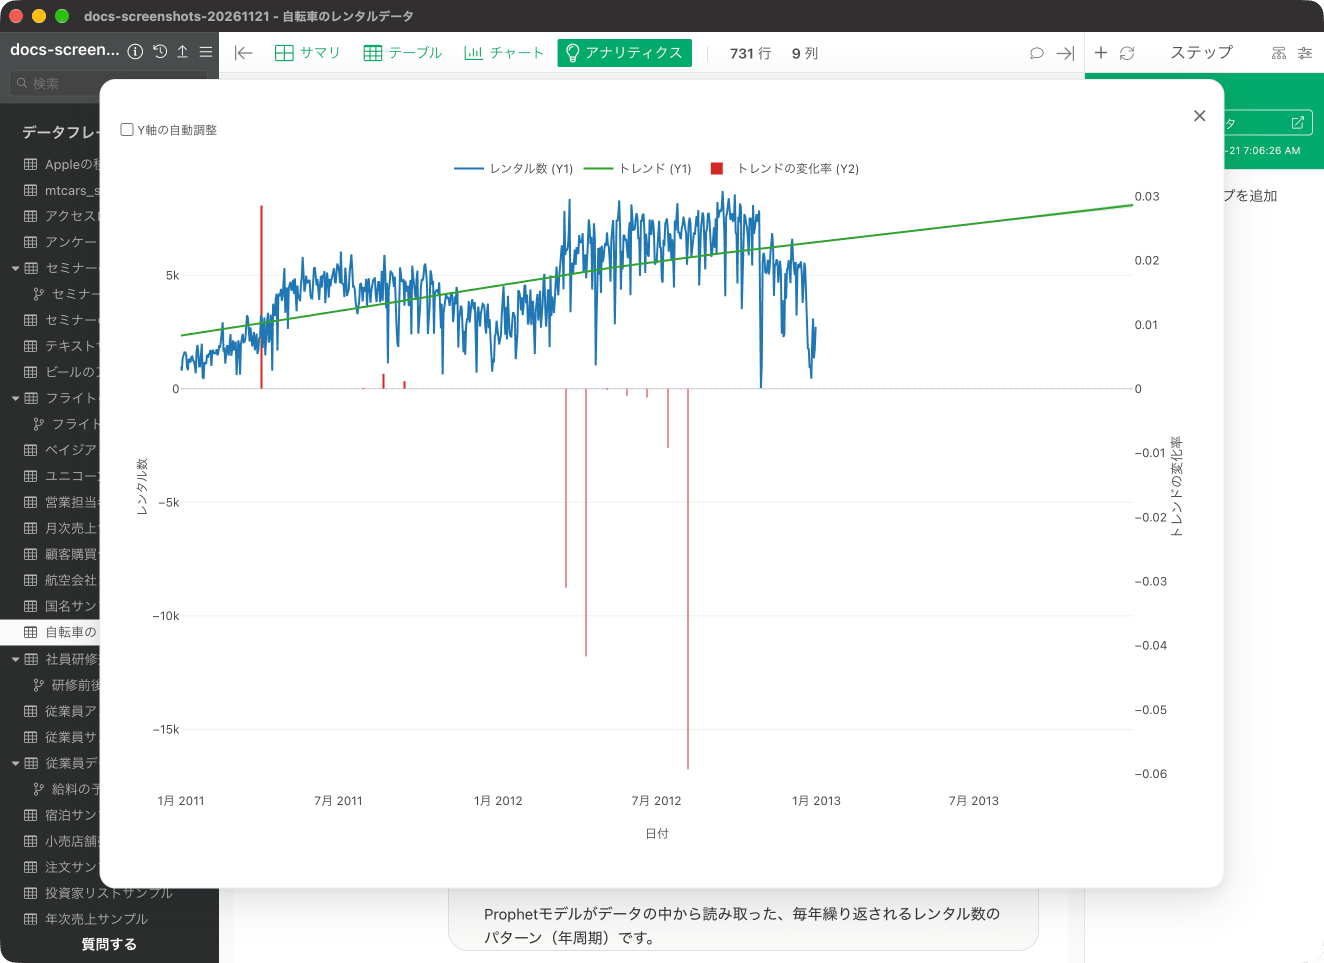 docs-screenshots-20261121 - 自転車のレンタルデータ
docs-screen...
サマリ
テーブル
チャート
アナリティクス
731 行
9 列
ステップ
検索
データフレー
Appleの
mtcars_s
アクセス
アンケー
セミナー
セミナー
セミナー
テキスト
ビールの
フライト
フライト
ベイジア
ユニコー
営業担当
月次売上
顧客購買
航空会社
国名サン
自転車の
社員研修
研修前後
従業員ア
従業員サ
従業員デ
給料の予
宿泊サン
小売店舗
注文サン
投資家リストサンプル
年次売上サンプル
質問する
Y軸の自動調整
レンタル数 (Y1)
トレンド (Y1)
トレンドの変化率 (Y2)
5k
0
−5k
−10k
−15k
レンタル数
0.03
0.02
0.01
0
−0.01
−0.02
−0.03
−0.04
−0.05
−0.06
トレンドの変化率
1月 2011
7月 2011
1月 2012
7月 2012
1月 2013
7月 2013
日付
タ
-21 7:06:26 AM
プを追加
Prophetモデルがデータの中から読み取った、毎年繰り返されるレンタル数の
パターン（年周期）です。